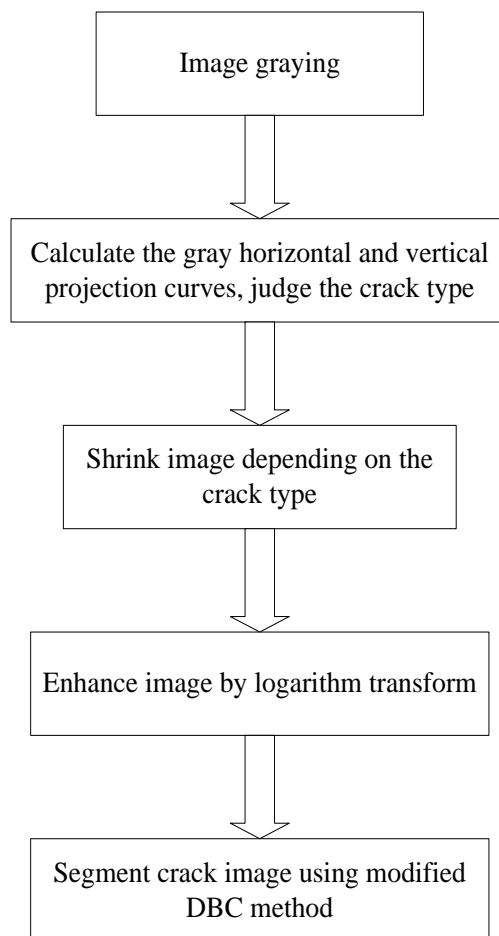 Image graying
Calculate the gray horizontal and vertical
projection curves, judge the crack type
Shrink image depending on the
crack type
Enhance image by logarithm transform
Segment crack image using modified
DBC method